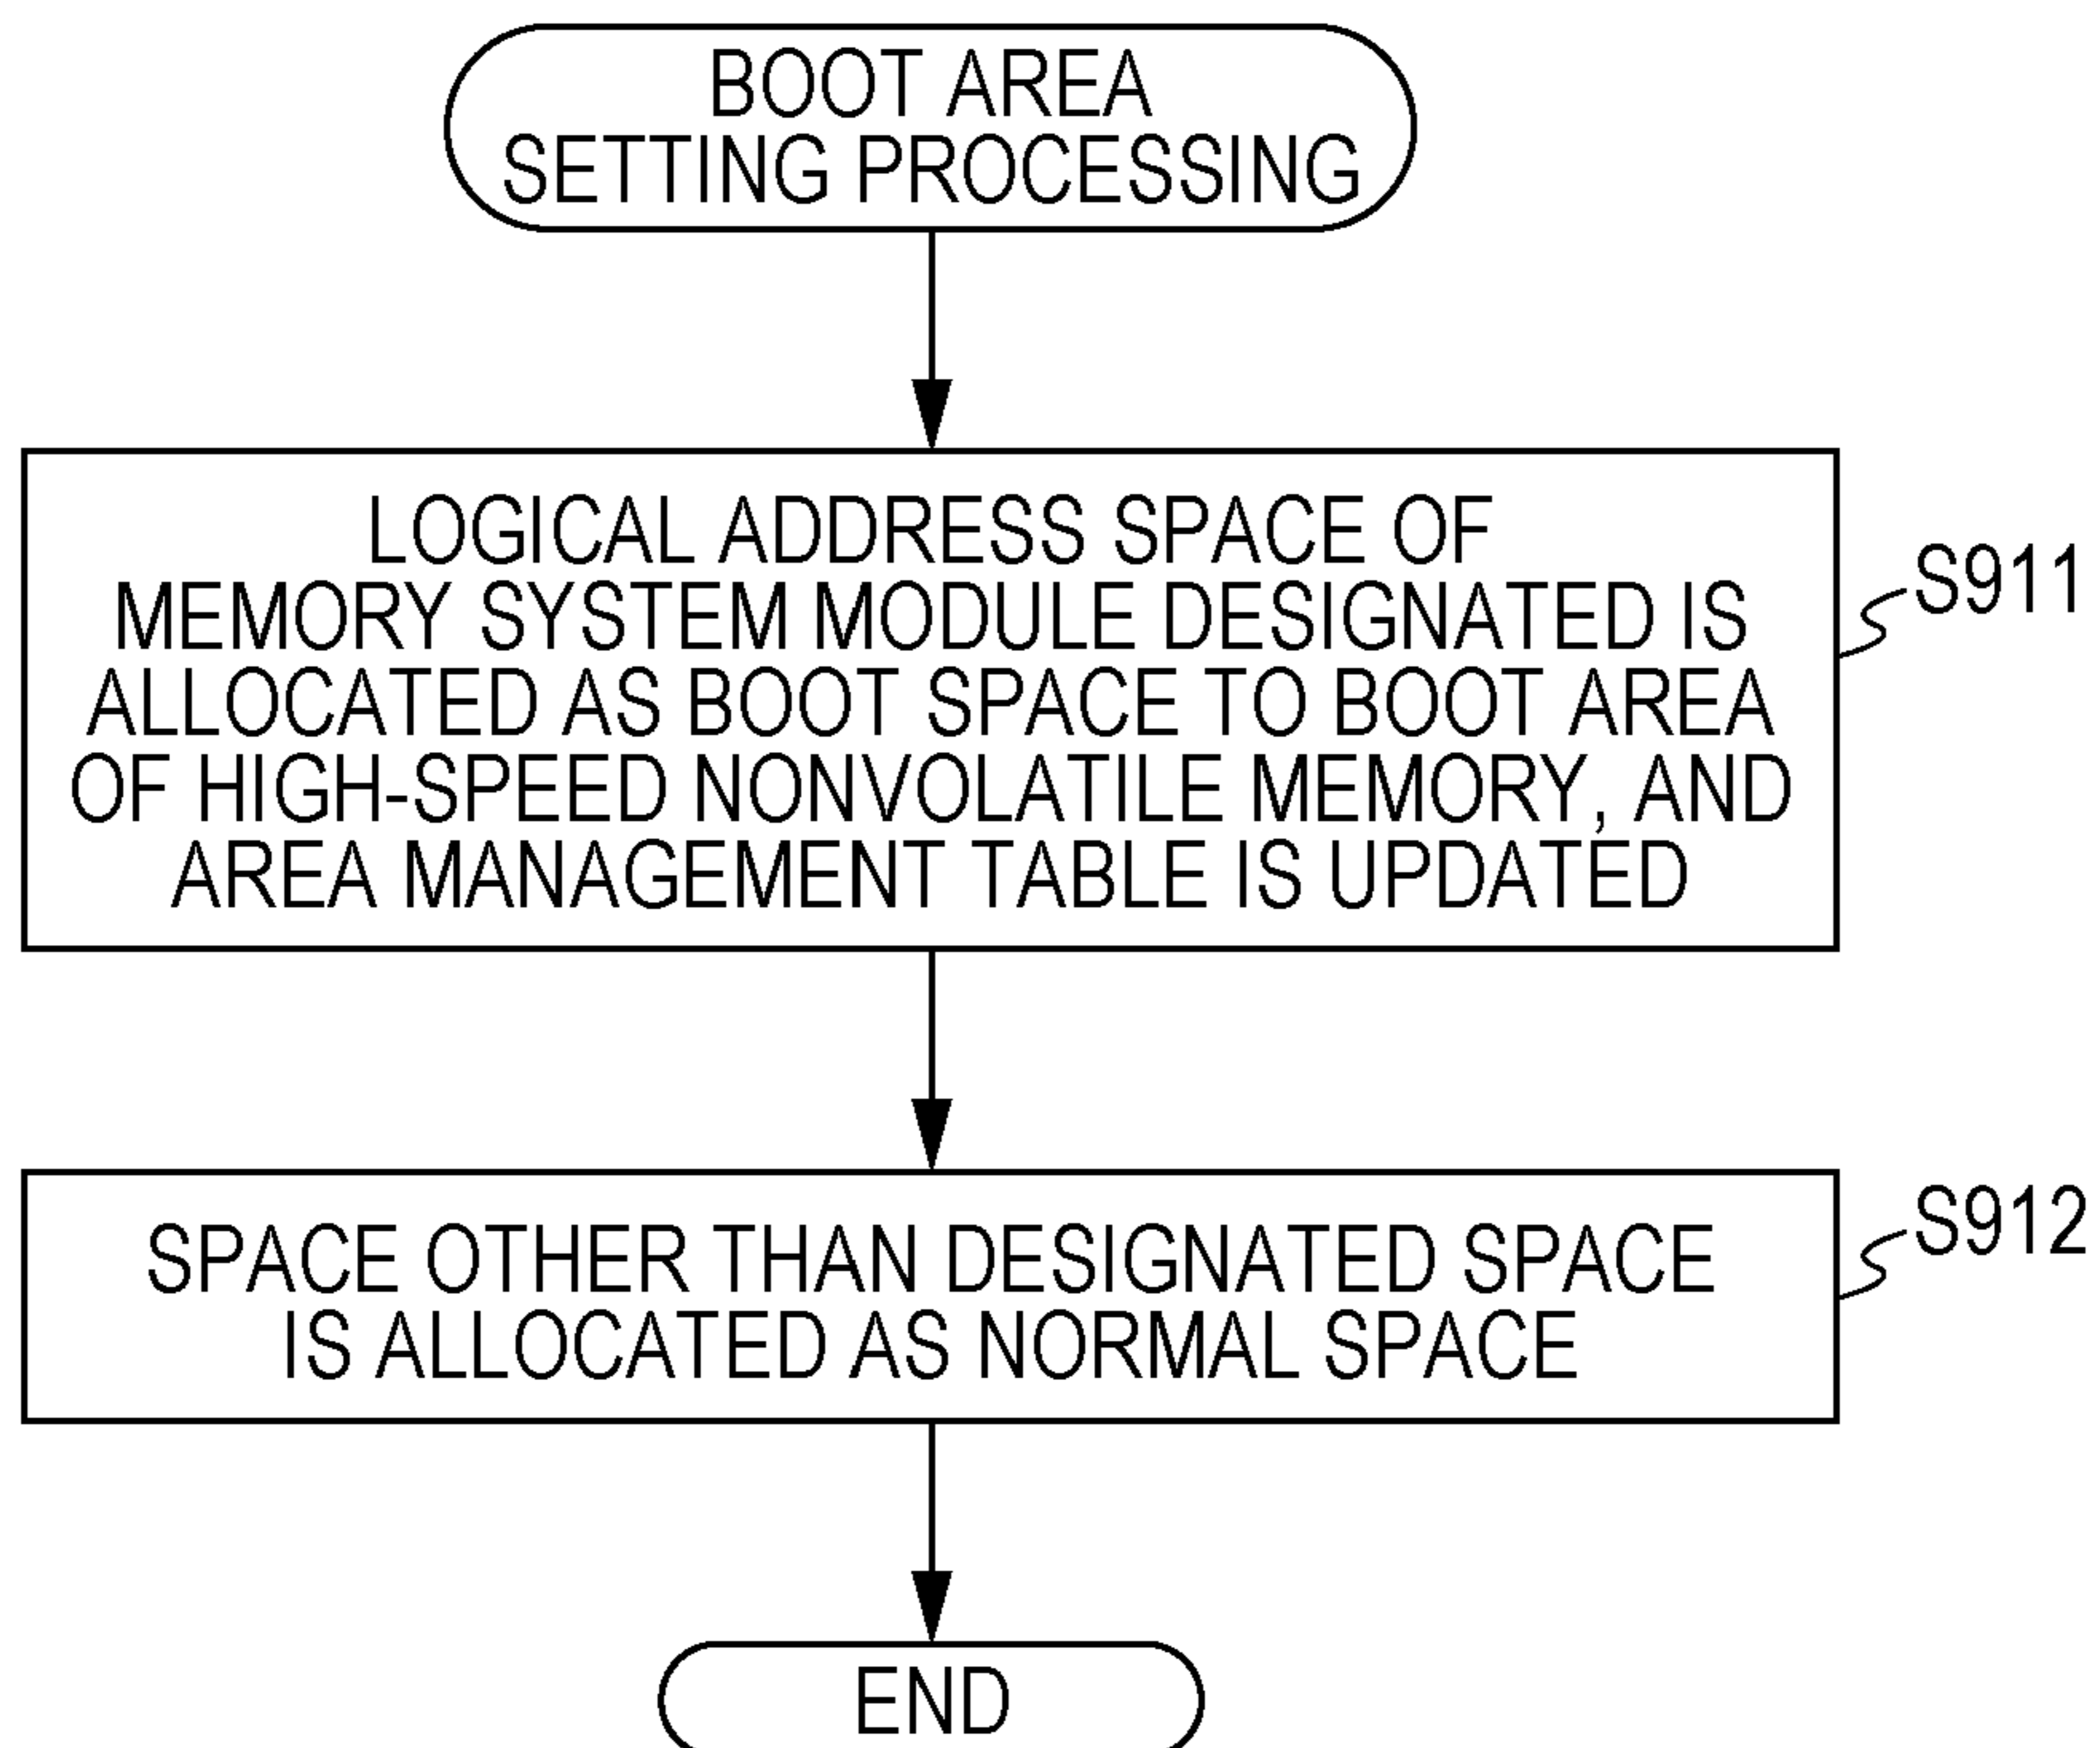 BOOT AREA
SETTING PROCESSING
LOGICAL ADDRESS SPACE OF
MEMORY SYSTEM MODULE DESIGNATED IS
ALLOCATED AS BOOT SPACE TO BOOT AREA
OF HIGH-SPEED NONVOLATILE MEMORY, AND
AREA MANAGEMENT TABLE IS UPDATED
S911
SPACE OTHER THAN DESIGNATED SPACE
IS ALLOCATED AS NORMAL SPACE
S912
END